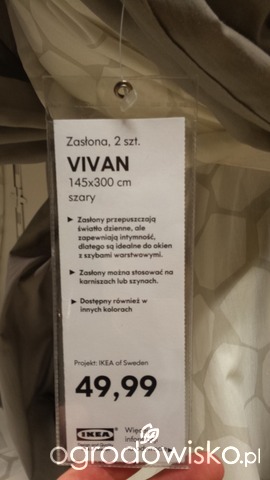 Zasłona, 2 szt.
VIVAN
145x300 cm
szary
► Zasłony przepuszczają
światło dzienne, ale
zapewniają intymność,
dlatego są idealne do okien
z szybami warstwowymi.
► Zasłony można stosować na
karniszach lub szynach.
► Dostępny również w
innych kolorach
Projekt: IKEA of Sweden
49,99
IKEA
ogrodowisko.pl